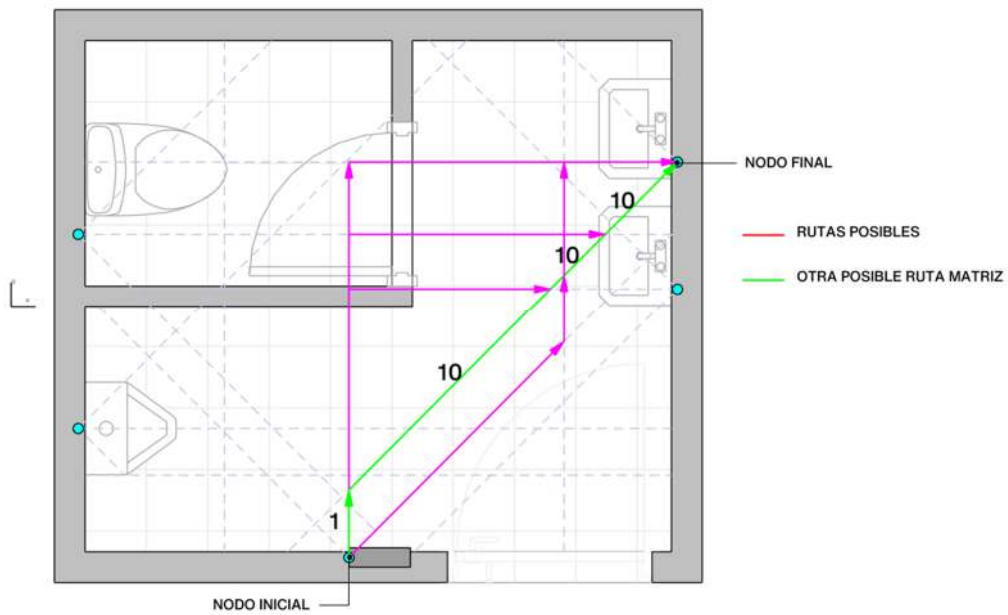 NODO FINAL
10
RUTAS POSIBLES
10
OTRA POSIBLE RUTA MATRIZ
10
1
NODO INICIAL